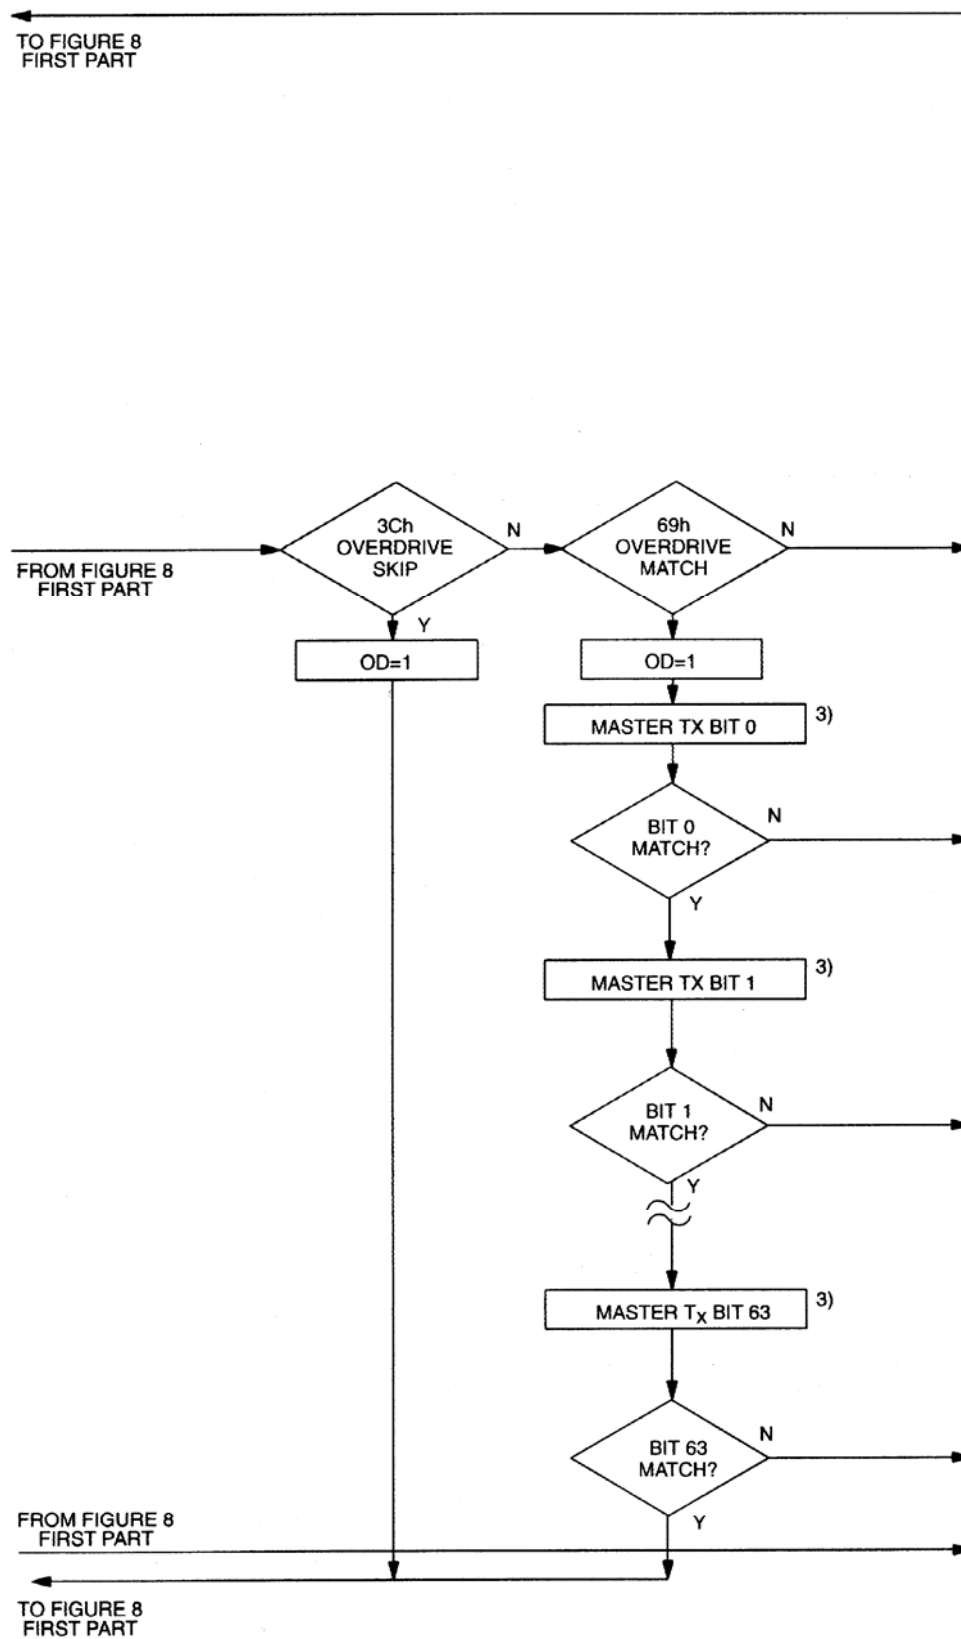 TO FIGURE 8
FIRST PART
3Ch
OVERDRIVE
SKIP
N
69h
OVERDRIVE
MATCH
N
FROM FIGURE 8
FIRST PART
Y
OD=1
OD=1
MASTER TX BIT 0
3)
BIT 0
MATCH?
N
Y
MASTER TX BIT 1
3)
BIT 1
MATCH?
N
Y
MASTER TX BIT 63
3)
BIT 63
MATCH?
N
Y
FROM FIGURE 8
FIRST PART
TO FIGURE 8
FIRST PART